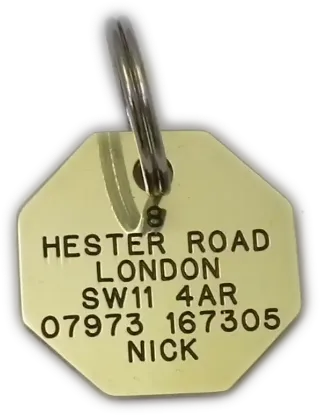 8
HESTER ROAD
LONDON
SW11 4AR
07973 167305
NICK